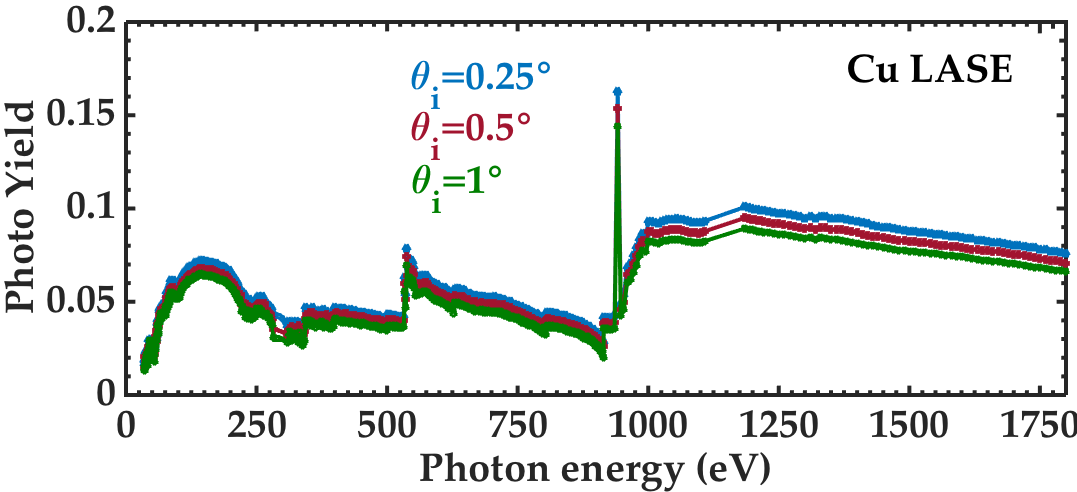 0.2
0.15
0.1
0.05
0
Photo Yield
θi=0.25°
θi=0.5°
θi=1°
Cu LASE
0 250 500 750 1000 1250 1500 1750
Photon energy (eV)